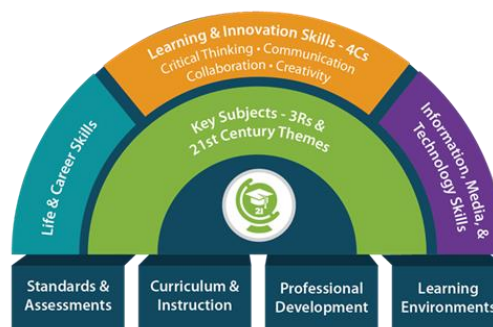 Learning & Innovation Skills - 4Cs
Critical Thinking • Communication
Collaboration • Creativity
Key Subjects - 3Rs &
21st Century Themes
Life & Career Skills
Information, Media, &
Technology Skills
21
Standards &
Assessments
Curriculum &
Instruction
Professional
Development
Learning
Environments